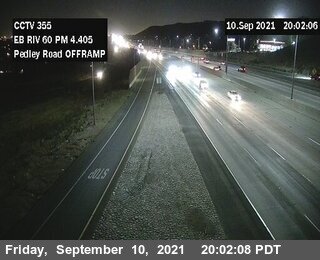 CCTV 355
EB RIV 60 PM 4.405
Pedley Road OFFRAMP
10.Sep 2021 20:02:06
STOP
Friday, September 10, 2021 20:02:08 PDT